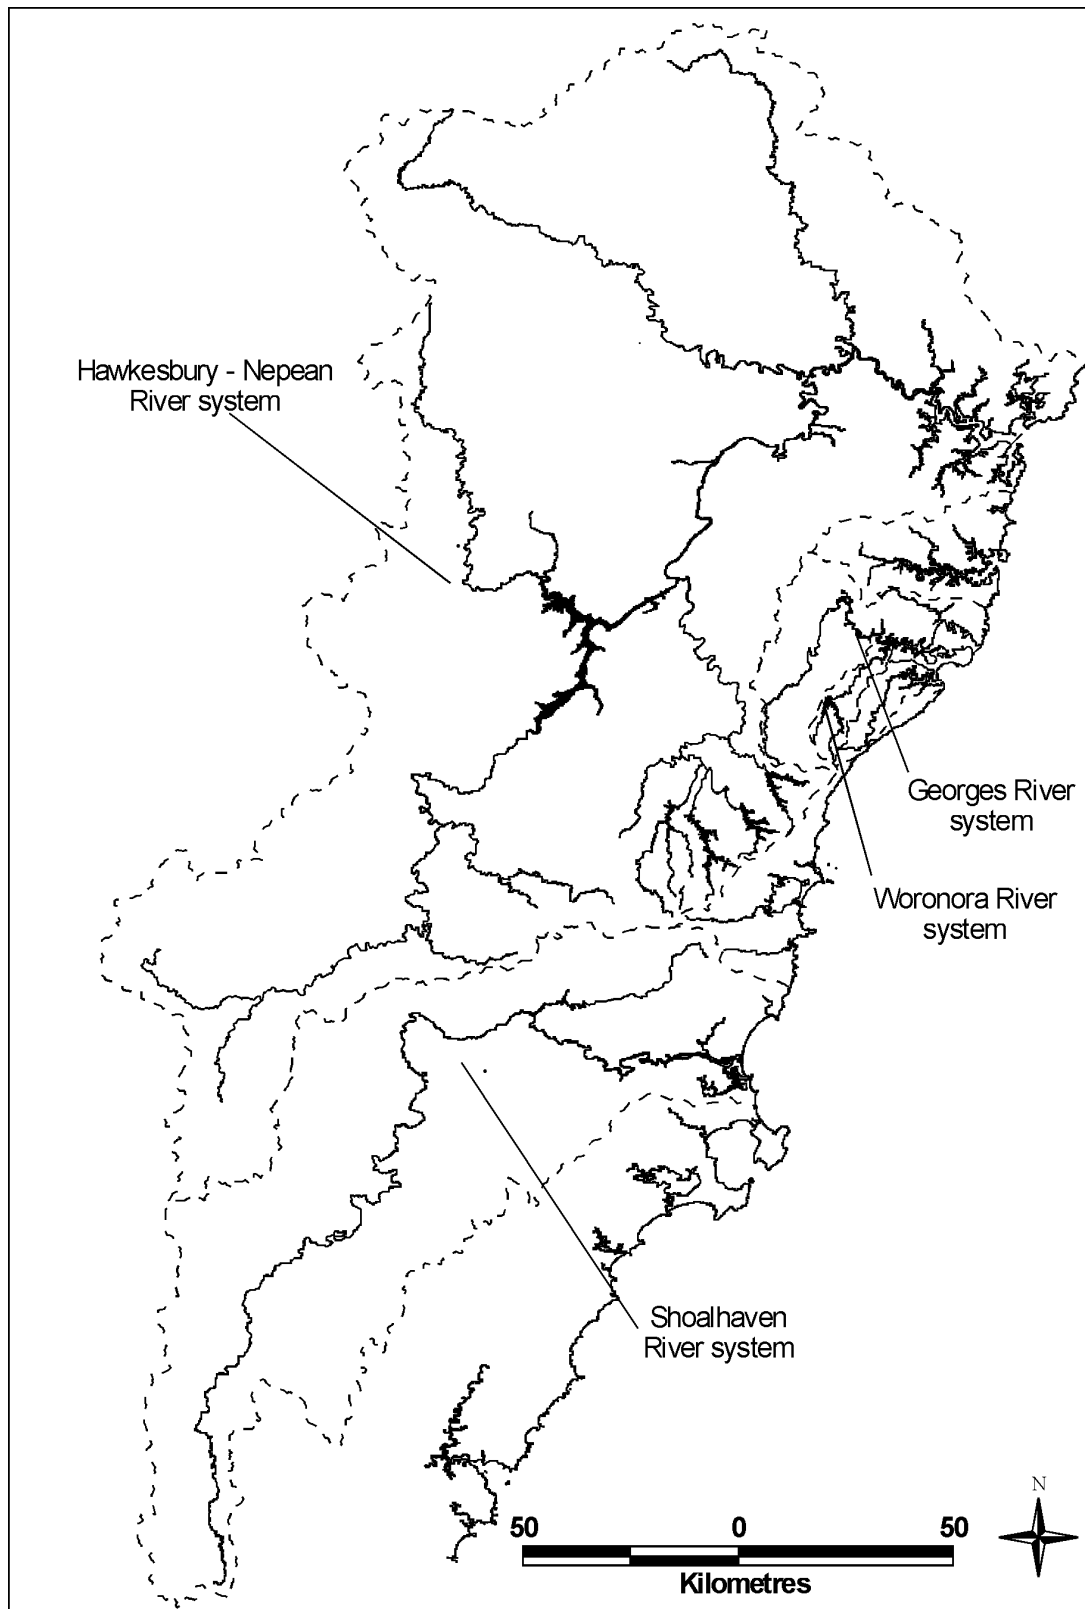 Hawkesbury - Nepean
River system
Georges River
system
Woronora River
system
Shoalhaven
River system
N
50 0 50
Kilometres